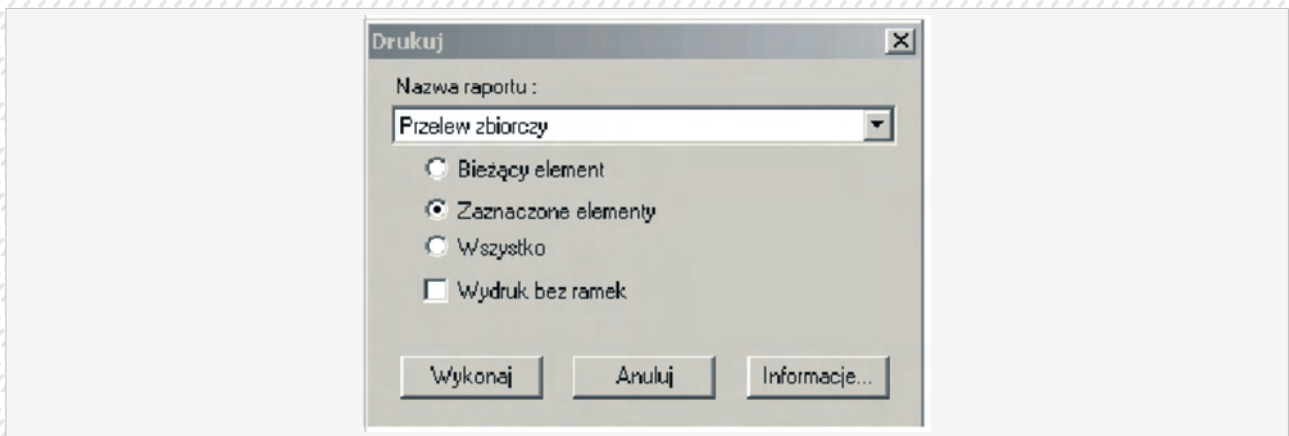 Drukuj
Nazwa raportu :
Przelew zbiorczy
Bieżący element
Zaznaczone elementy
Wszystko
Wydruk bez ramek
Wykonaj Anuluj Informacje...